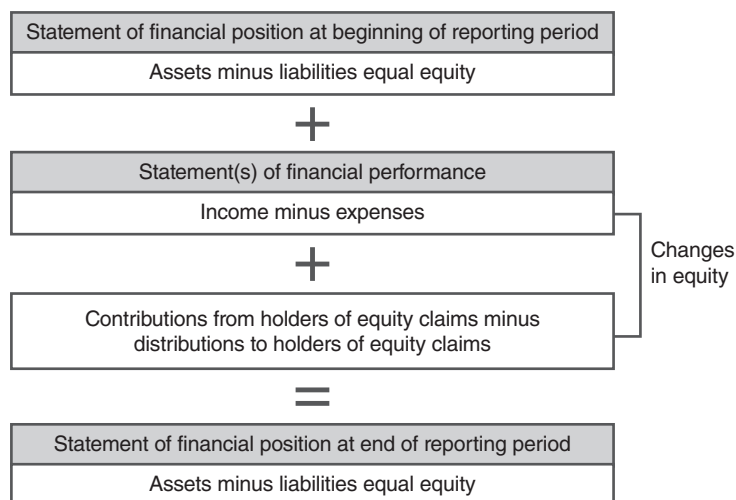 Statement of financial position at beginning of reporting period
Assets minus liabilities equal equity
+
Statement(s) of financial performance
Income minus expenses
+
Changes
in equity
Contributions from holders of equity claims minus
distributions to holders of equity claims
=
Statement of financial position at end of reporting period
Assets minus liabilities equal equity